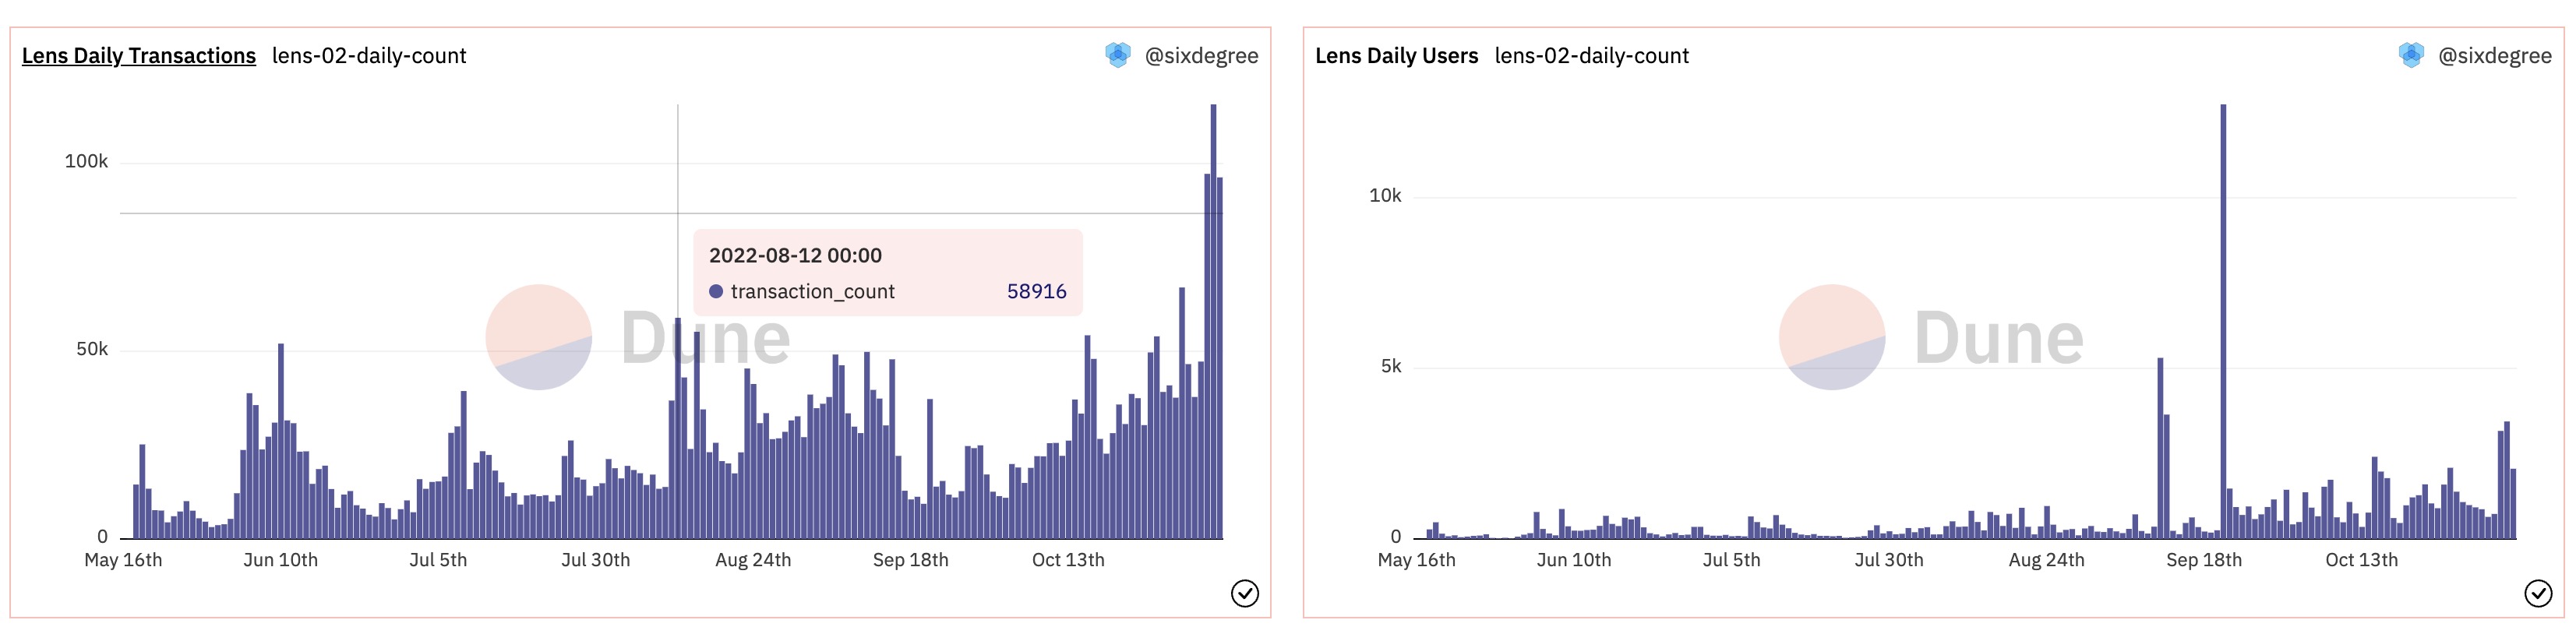 Lens Daily Transactions lens-02-daily-count @sixdegree
100k
50k
0
2022-08-12 00:00
transaction_count 58916
Dune
May 16th Jun 10th Jul 5th Jul 30th Aug 24th Sep 18th Oct 13th
Lens Daily Users lens-02-daily-count @sixdegree
10k
5k
0
Dune
May 16th Jun 10th Jul 5th Jul 30th Aug 24th Sep 18th Oct 13th